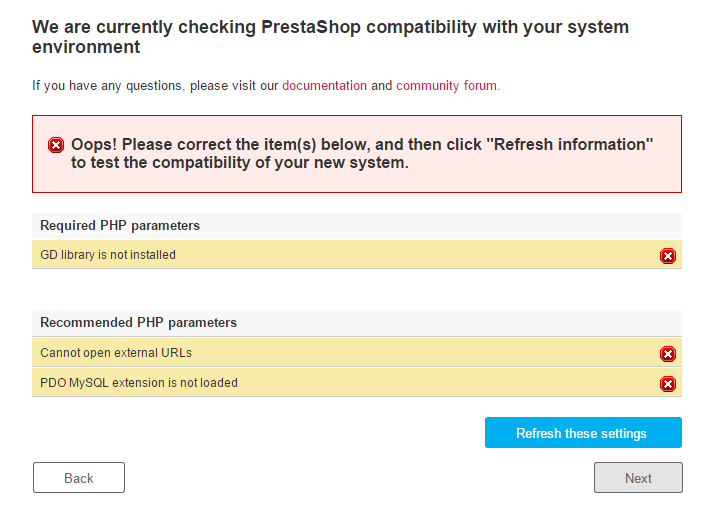 We are currently checking PrestaShop compatibility with your system
environment
If you have any questions, please visit our documentation and community forum.
Oops! Please correct the item(s) below, and then click "Refresh information"
to test the compatibility of your new system.
Required PHP parameters
GD library is not installed
Recommended PHP parameters
Cannot open external URLs
PDO MySQL extension is not loaded
Refresh these settings
Back
Next